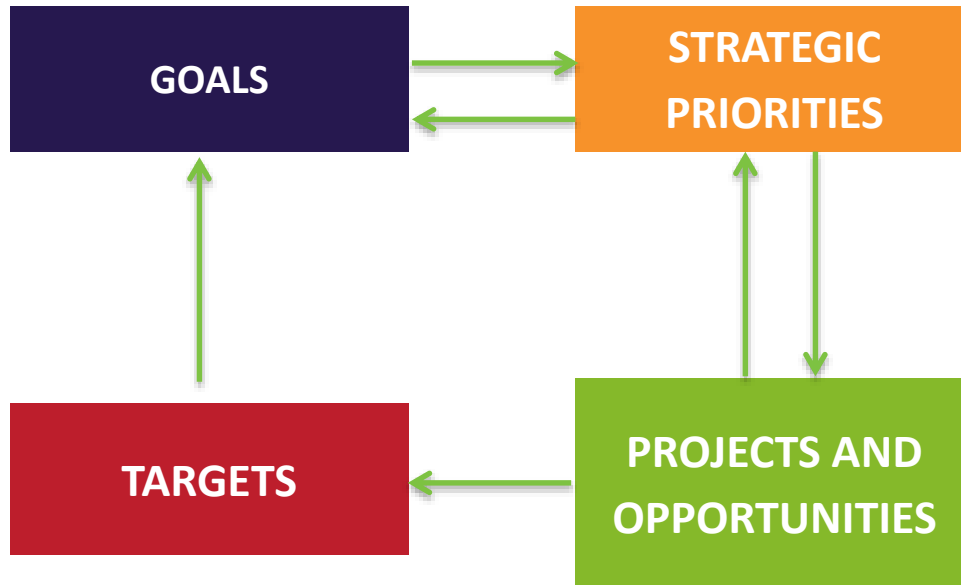 GOALS
STRATEGIC
PRIORITIES
TARGETS
PROJECTS AND
OPPORTUNITIES